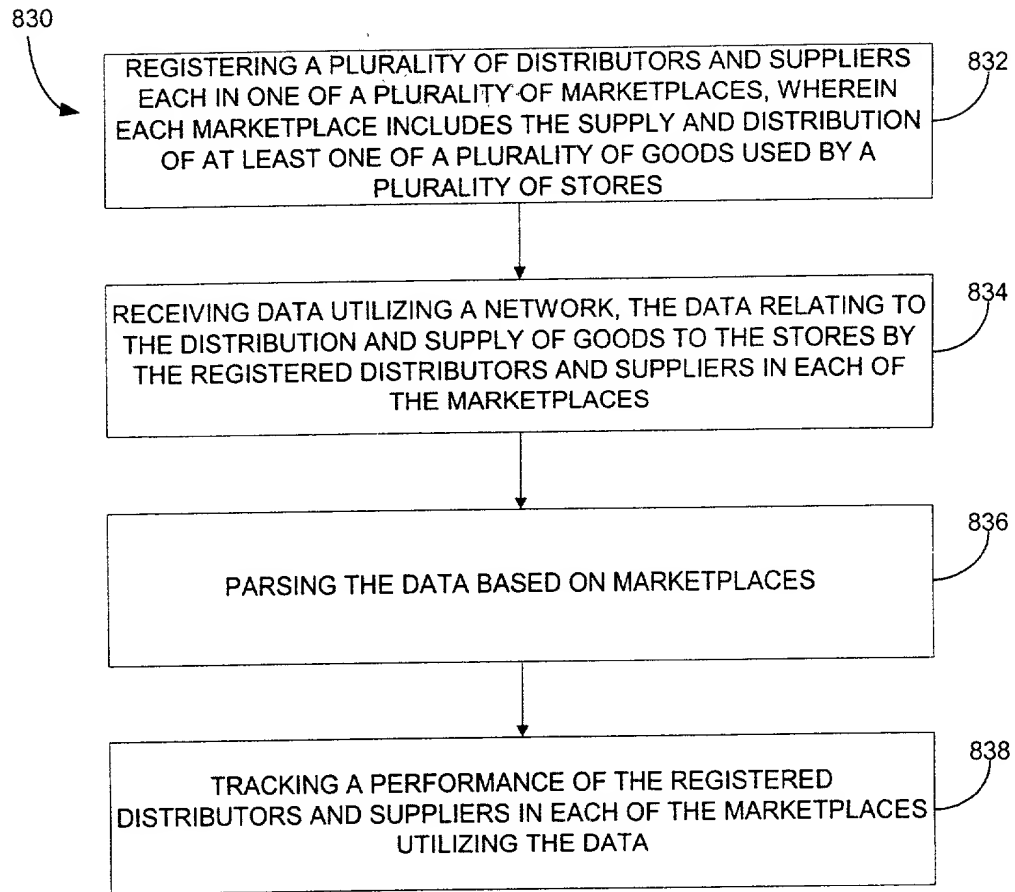 830
REGISTERING A PLURALITY OF DISTRIBUTORS AND SUPPLIERS
EACH IN ONE OF A PLURALITY OF MARKETPLACES, WHEREIN
EACH MARKETPLACE INCLUDES THE SUPPLY AND DISTRIBUTION
OF AT LEAST ONE OF A PLURALITY OF GOODS USED BY A
PLURALITY OF STORES
832
RECEIVING DATA UTILIZING A NETWORK, THE DATA RELATING TO
THE DISTRIBUTION AND SUPPLY OF GOODS TO THE STORES BY
THE REGISTERED DISTRIBUTORS AND SUPPLIERS IN EACH OF
THE MARKETPLACES
834
PARSING THE DATA BASED ON MARKETPLACES
836
TRACKING A PERFORMANCE OF THE REGISTERED
DISTRIBUTORS AND SUPPLIERS IN EACH OF THE MARKETPLACES
UTILIZING THE DATA
838